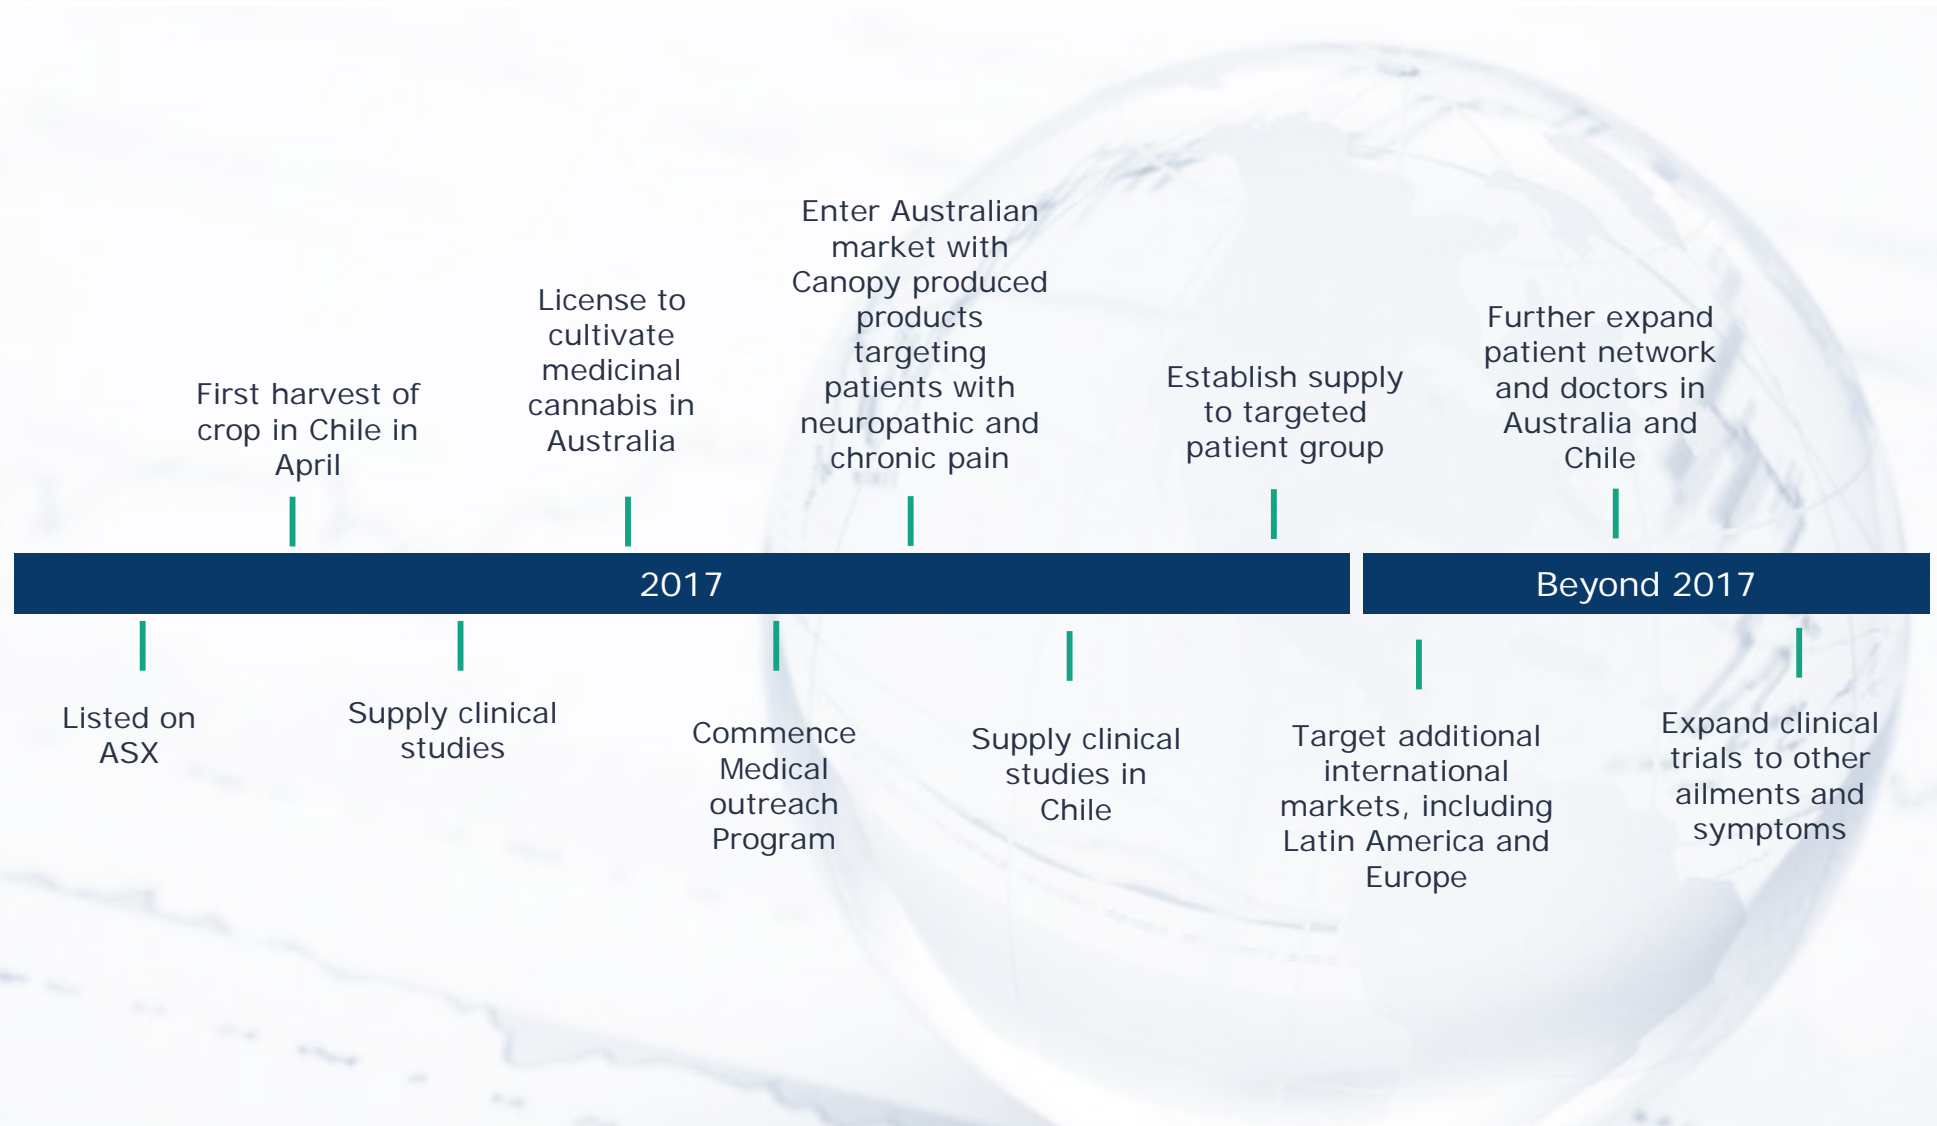 Enter Australian
market with
Canopy produced
products
targeting
patients with
neuropathic and
chronic pain
License to
cultivate
medicinal
cannabis in
Australia
First harvest of
crop in Chile in
April
Establish supply
to targeted
patient group
Further expand
patient network
and doctors in
Australia and
Chile
2017
Beyond 2017
Listed on
ASX
Supply clinical
studies
Commence
Medical
outreach
Program
Supply clinical
studies in
Chile
Target additional
international
markets, including
Latin America and
Europe
Expand clinical
trials to other
ailments and
symptoms